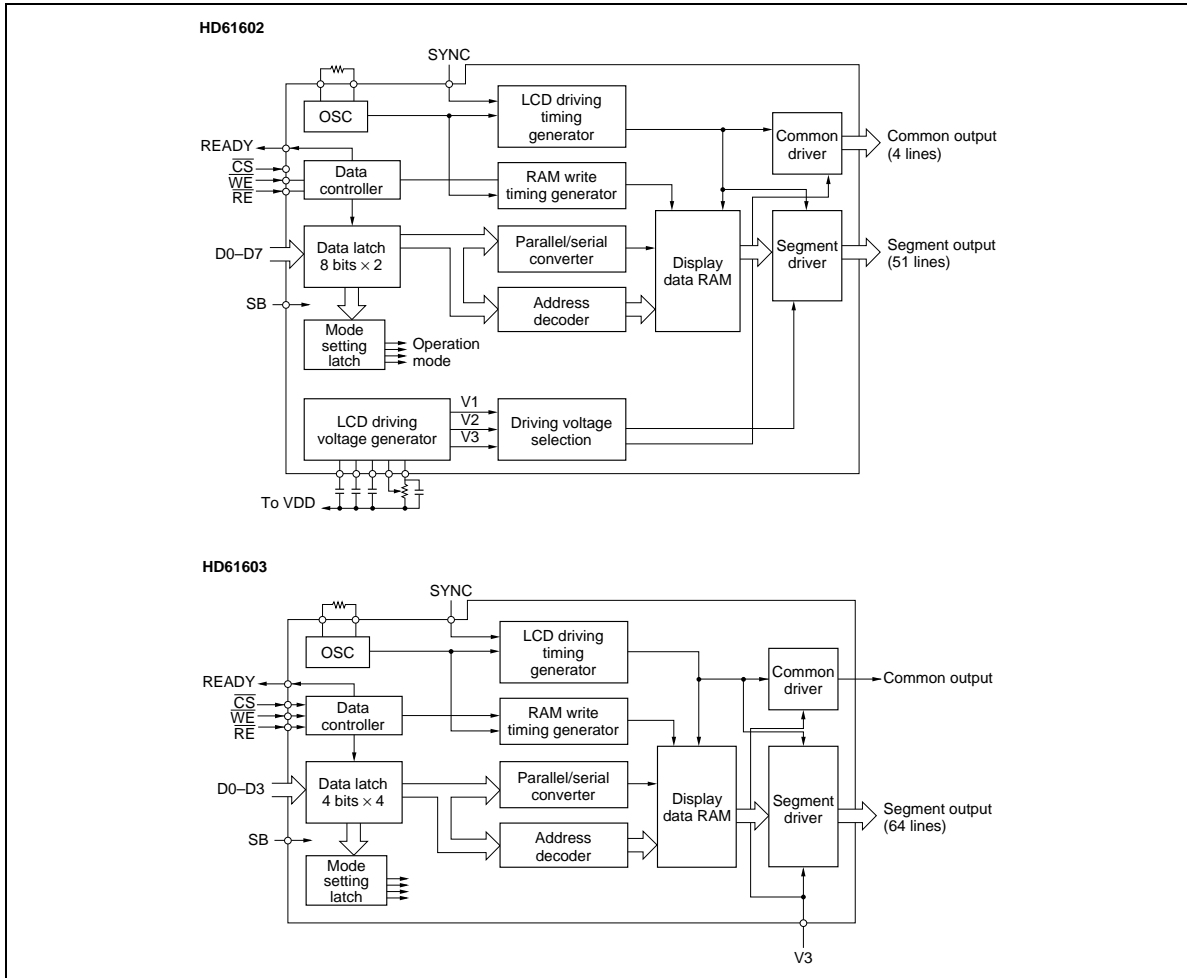 HD61602
SYNC
OSC
LCD driving
timing
generator
Common
driver
Common output
(4 lines)
READY
CS
WE
RE
Data
controller
RAM write
timing generator
D0–D7
Data latch
8 bits × 2
Parallel/serial
converter
Display
data RAM
Segment
driver
Segment output
(51 lines)
SB
Address
decoder
Mode
setting
latch
Operation
mode
LCD driving
voltage generator
V1
V2
V3
Driving voltage
selection
To VDD
HD61603
SYNC
OSC
LCD driving
timing
generator
Common
driver
Common output
READY
CS
WE
RE
Data
controller
RAM write
timing generator
D0–D3
Data latch
4 bits × 4
Parallel/serial
converter
Display
data RAM
Segment
driver
Segment output
(64 lines)
SB
Address
decoder
Mode
setting
latch
V3